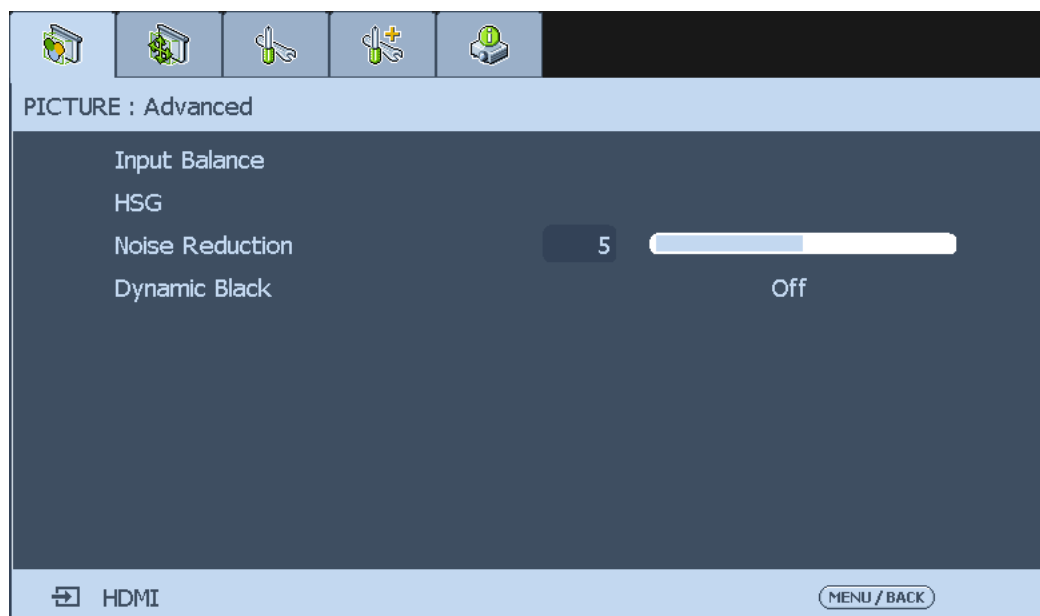 PICTURE : Advanced
Input Balance
HSG
Noise Reduction 5
Dynamic Black Off
HDMI MENU / BACK